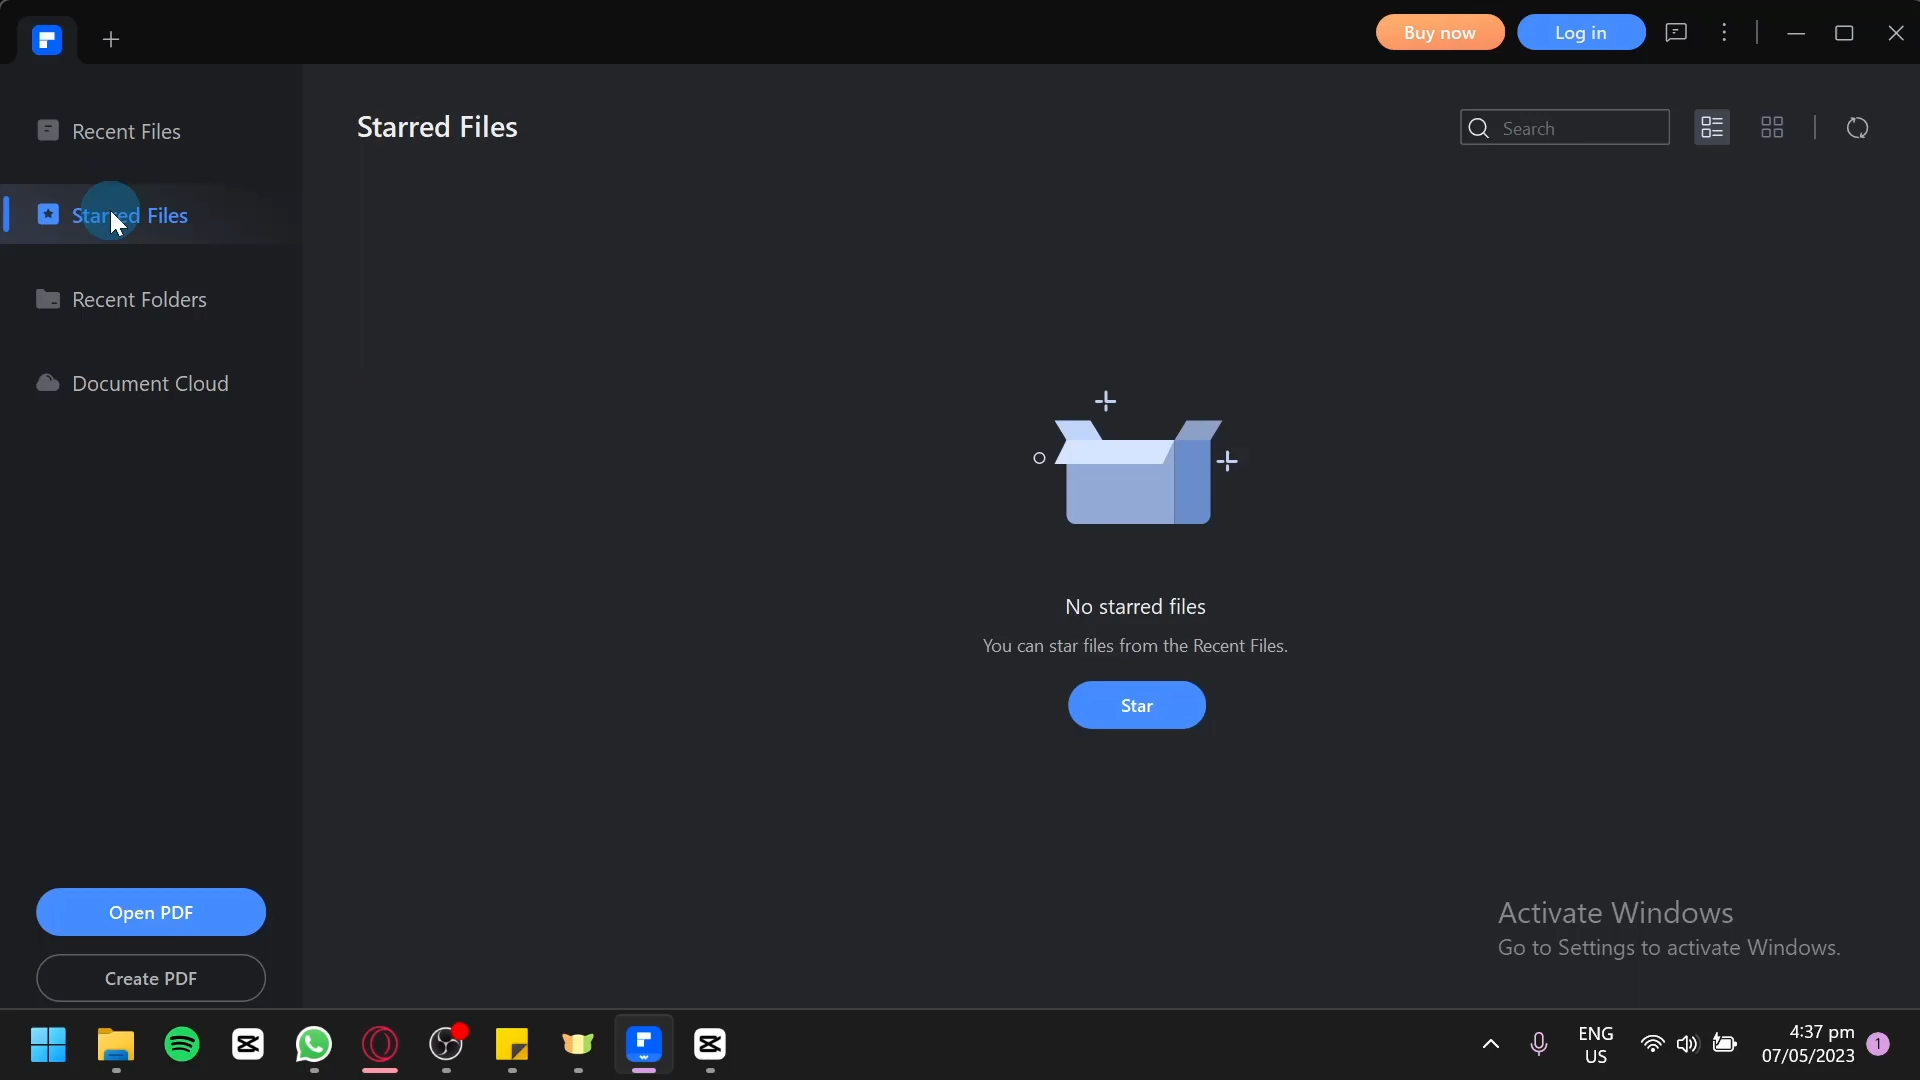 Buy now
Log in
Recent Files
Starred Files
Search
Starred Files
Recent Folders
Document Cloud
No starred files
You can star files from the Recent Files.
Star
Open PDF
Create PDF
Activate Windows
Go to Settings to activate Windows.
ENG
US
4:37 pm
07/05/2023
1